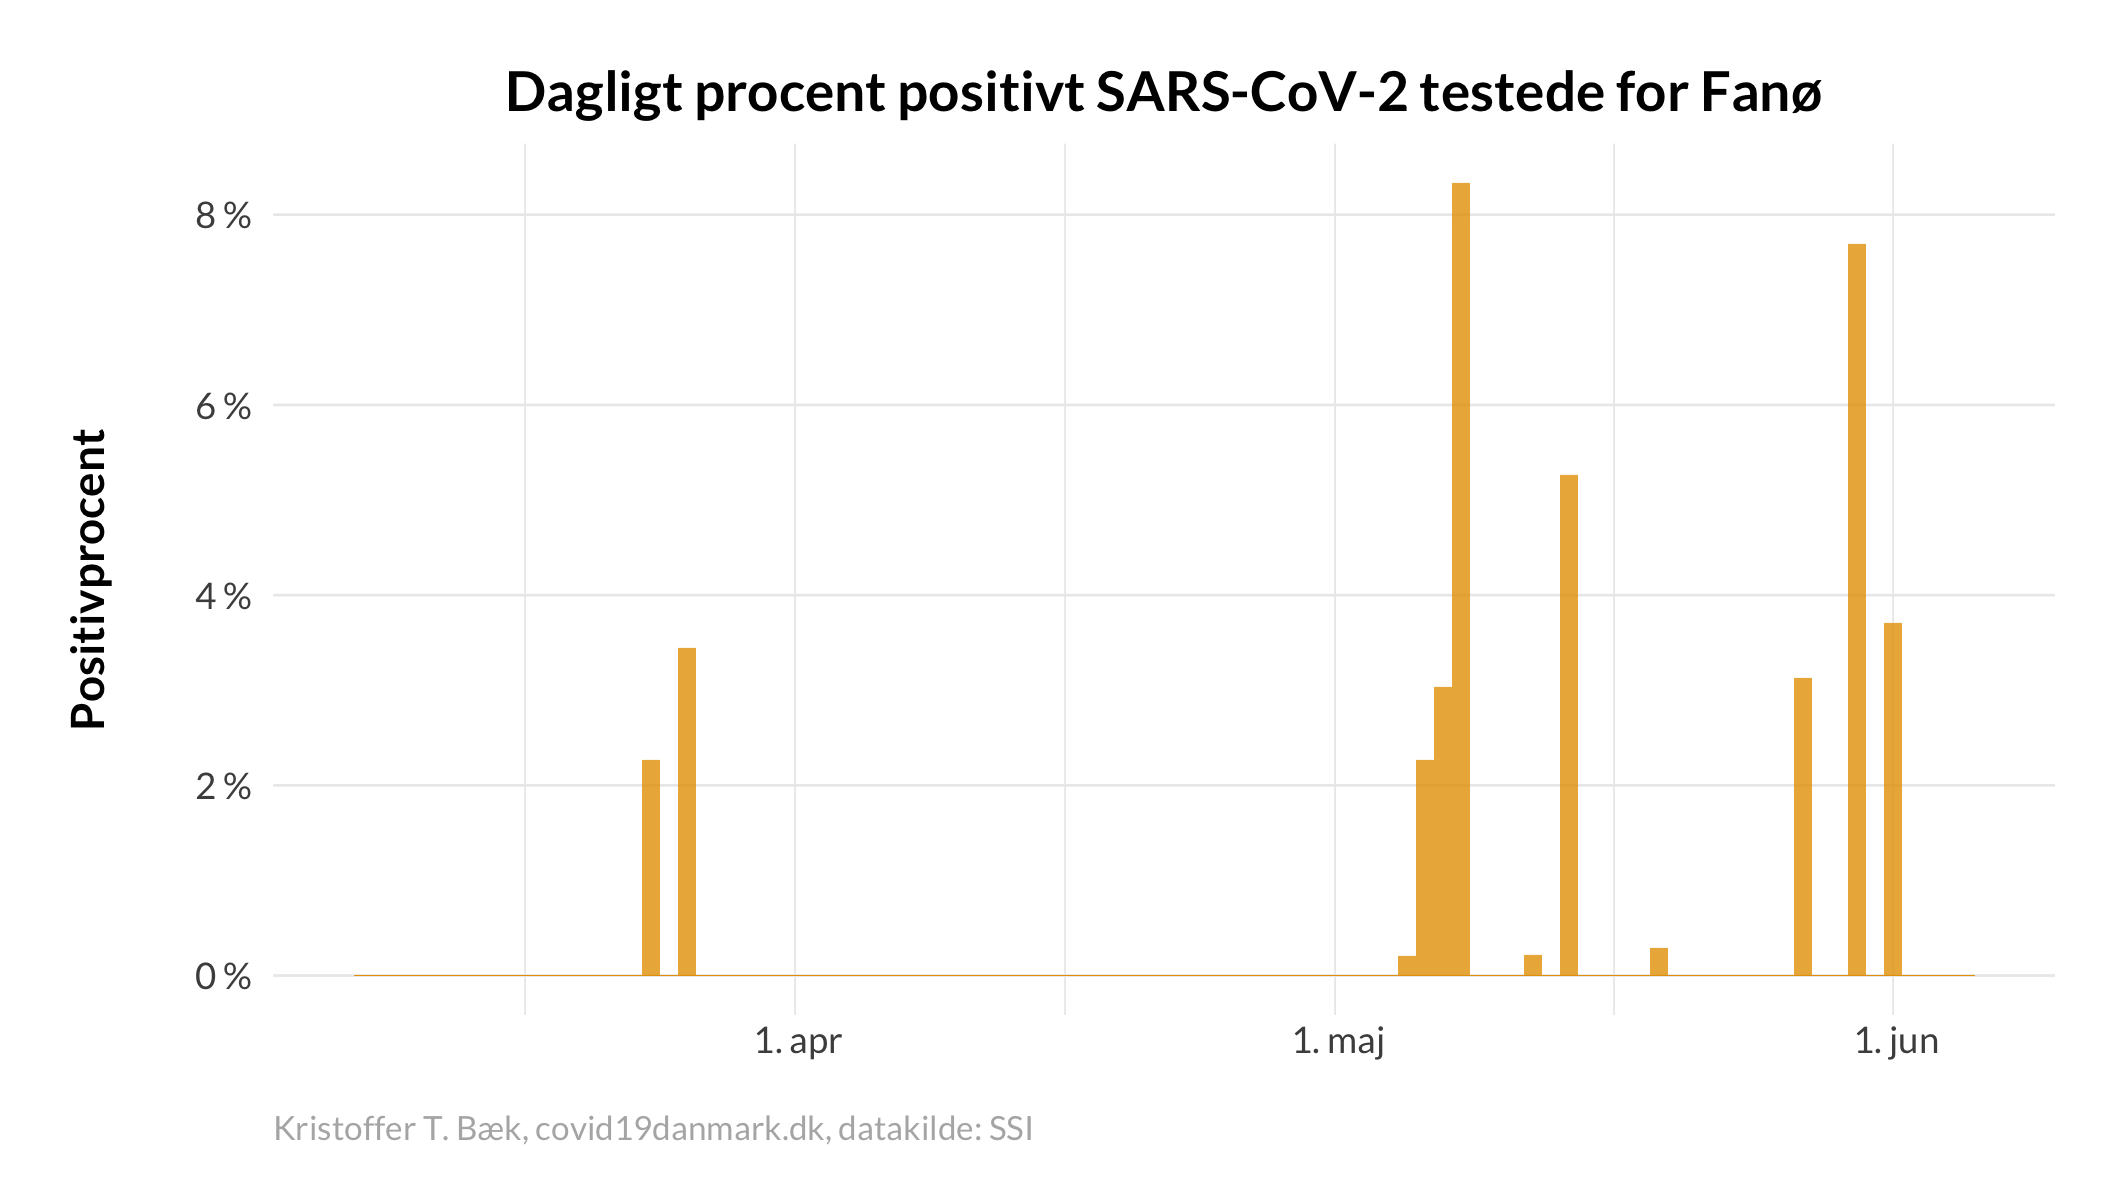 Dagligt procent positivt SARS-CoV-2 testede for Fanø
Positivprocent
8 %
6 %
4 %
2 %
0 %
1. apr
1. maj
1. jun
Kristoffer T. Bæk, covid19danmark.dk, datakilde: SSI